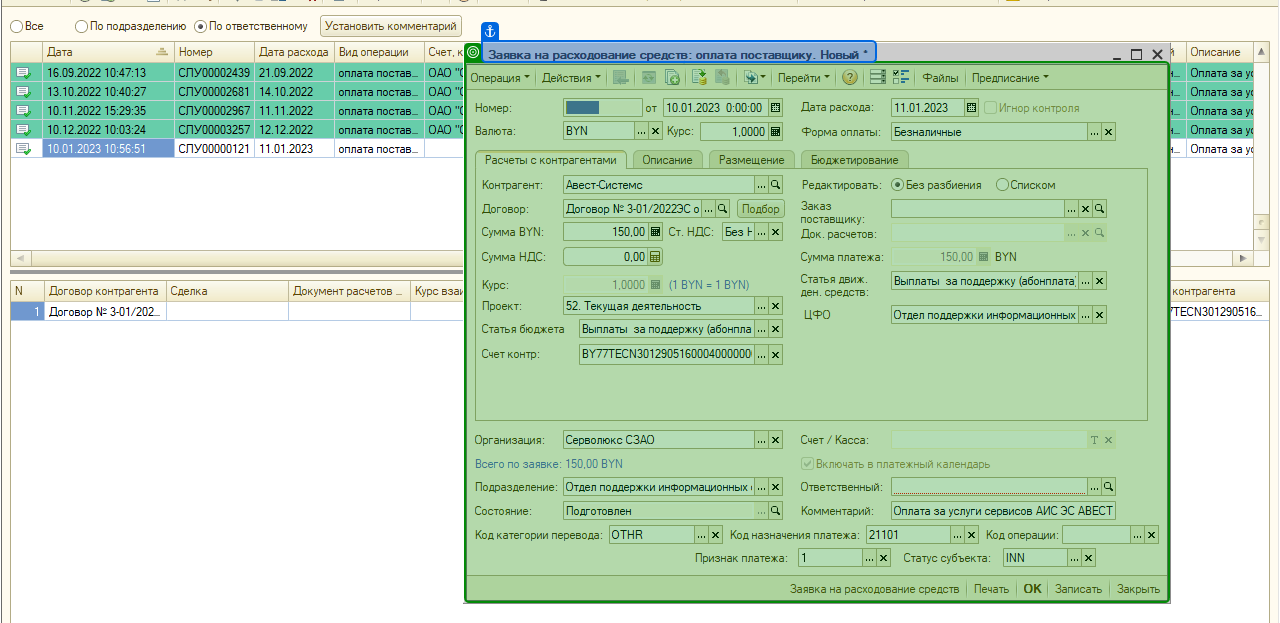 Все По подразделению По ответственному Установить комментарий
Дата Номер Дата расхода Вид операции Счет, к Описание
16.09.2022 10:47:13 СПУ00002439 21.09.2022 оплата постав... ОАО "С Оплата за ус
13.10.2022 10:40:27 СПУ00002681 14.10.2022 оплата постав... ОАО "С Оплата за ус
10.11.2022 15:29:35 СПУ00002967 11.11.2022 оплата постав... ОАО "С Оплата за ус
10.12.2022 10:03:24 СПУ00003257 12.12.2022 оплата постав... ОАО "С Оплата за ус
10.01.2023 10:56:51 СПУ00000121 11.01.2023 оплата постав... Оплата за ус
N Договор контрагента Сделка Документ расчетов ... Курс взаи контрагента
1 Договор № 3-01/202... 7TECN301290516...
Заявка на расходование средств: оплата поставщику. Новый *
Операция Действия Перейти ? Файлы Предписание
Номер: от 10.01.2023 0:00:00 Дата расхода: 11.01.2023 Игнор контроля
Валюта: BYN ... × Курс: 1,0000 Форма оплаты: Безналичные ... ×
Расчеты с контрагентами Описание Размещение Бюджетирование
Контрагент: Авест-Системс ... Редактировать: Без разбиения Списком
Договор: Договор № 3-01/2022ЭС о ... Подбор Заказ поставщику: ... ×
Сумма BYN: 150,00 Ст. НДС: Без Н ... × Док. расчетов: ... ×
Сумма НДС: 0,00 Сумма платежа: 150,00 BYN
Курс: 1,0000 (1 BYN = 1 BYN) Статья движ. ден. средств: Выплаты за поддержку (абонплата) ... ×
Проект: 52. Текущая деятельность ... × ЦФО Отдел поддержки информационных ... ×
Статья бюджета Выплаты за поддержку (абонпла ... ×
Счет контр: BY77TECN3012905160004000000 ... ×
Организация: Серволюкс СЗАО ... × Счет / Касса: T ×
Всего по заявке: 150,00 BYN Включать в платежный календарь
Подразделение: Отдел поддержки информационных ... × Ответственный: ...
Состояние: Подготовлен ... Комментарий: Оплата за услуги сервисов АИС ЭС АВЕСТ
Код категории перевода: OTHR ... × Код назначения платежа: 21101 ... × Код операции: ... ×
Признак платежа: 1 ... × Статус субъекта: INN ... ×
Заявка на расходование средств Печать OK Записать Закрыть